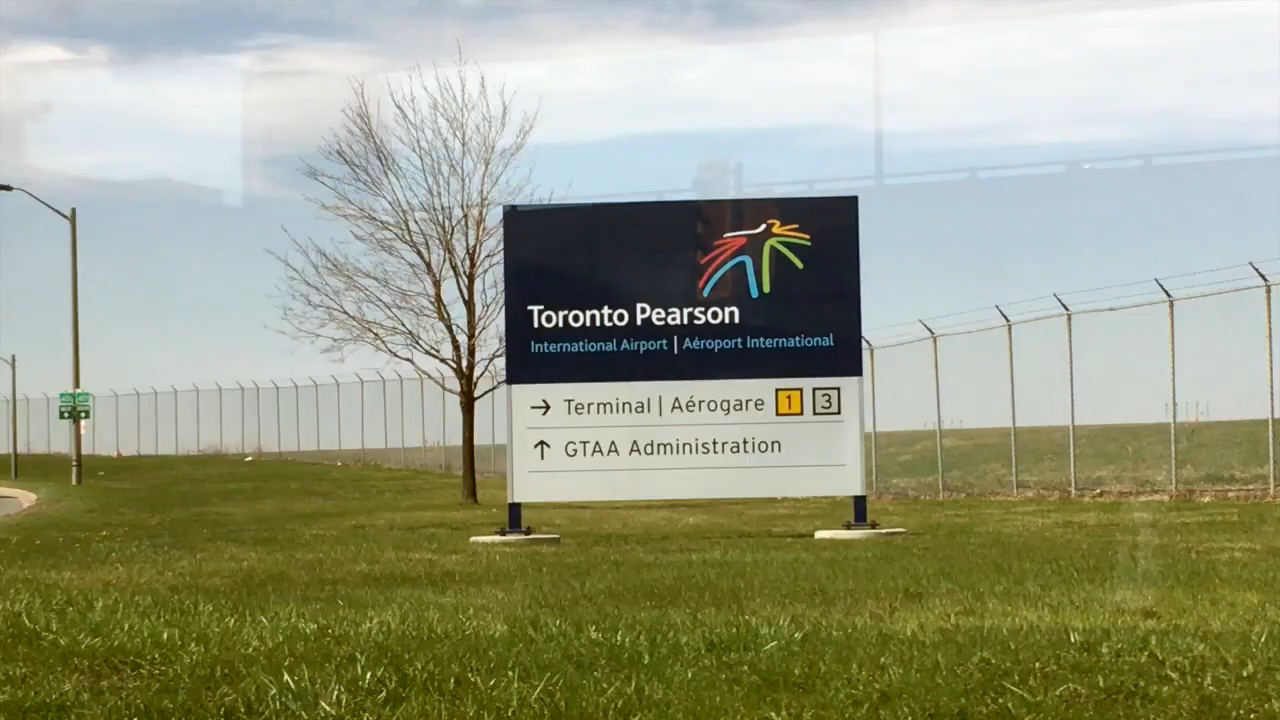 Toronto Pearson
International Airport | Aéroport International
→ Terminal | Aérogare 1 3
↑ GTAA Administration